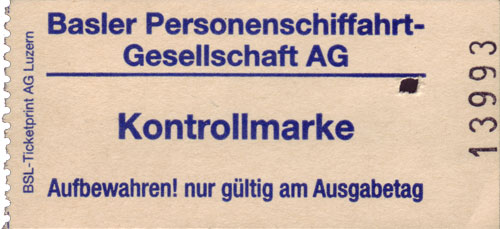 Basler Personenschiffahrt-
Gesellschaft AG
Kontrollmarke
Aufbewahren! nur gültig am Ausgabetag
BSL-Ticketprint AG Luzern
13993